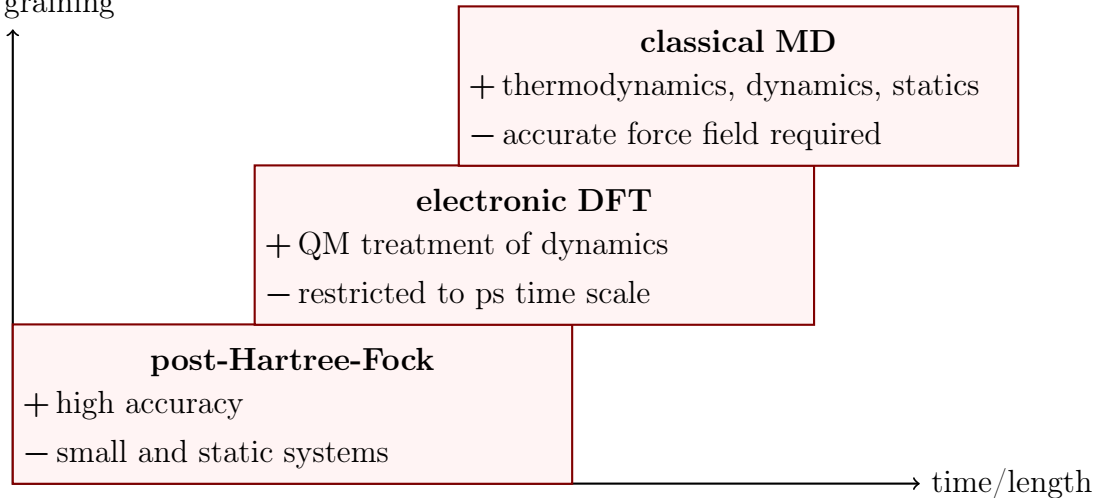 graining
classical MD
+ thermodynamics, dynamics, statics
− accurate force field required
electronic DFT
+ QM treatment of dynamics
− restricted to ps time scale
post-Hartree-Fock
+ high accuracy
− small and static systems
time/length